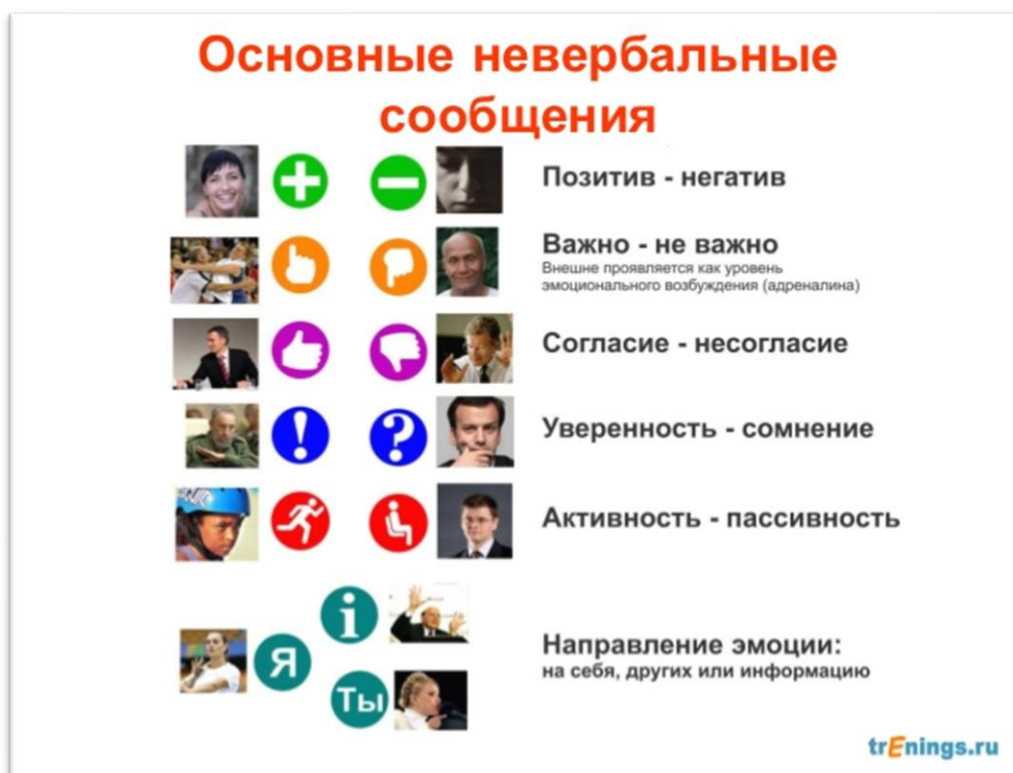 Основные невербальные
сообщения
Позитив - негатив
Важно - не важно
Внешне проявляется как уровень
эмоционального возбуждения (адреналина)
Согласие - несогласие
!
?
Уверенность - сомнение
Активность - пассивность
i
Я
Ты
Направление эмоции:
на себя, других или информацию
trEnings.ru